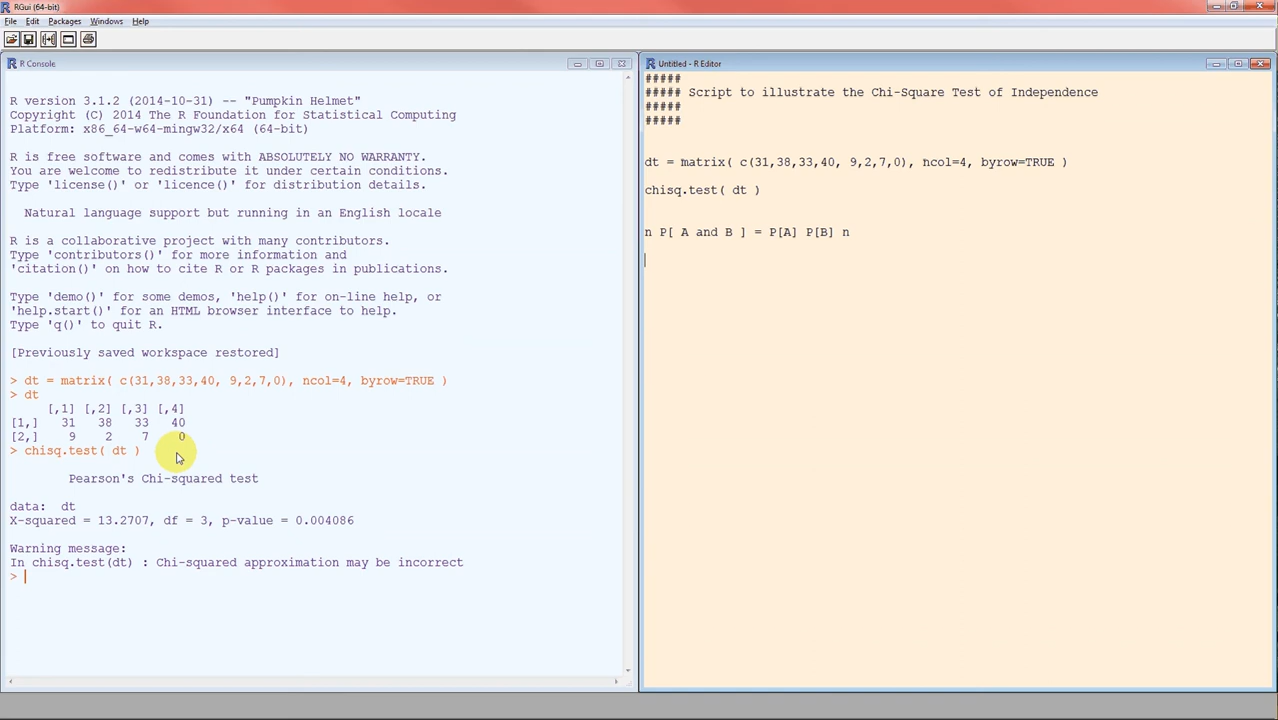 RGui (64-bit)
File Edit Packages Windows Help
R Console
R version 3.1.2 (2014-10-31) -- "Pumpkin Helmet"
Copyright (C) 2014 The R Foundation for Statistical Computing
Platform: x86_64-w64-mingw32/x64 (64-bit)
R is free software and comes with ABSOLUTELY NO WARRANTY.
You are welcome to redistribute it under certain conditions.
Type 'license()' or 'licence()' for distribution details.
Natural language support but running in an English locale
R is a collaborative project with many contributors.
Type 'contributors()' for more information and
'citation()' on how to cite R or R packages in publications.
Type 'demo()' for some demos, 'help()' for on-line help, or
'help.start()' for an HTML browser interface to help.
Type 'q()' to quit R.
[Previously saved workspace restored]
> dt = matrix( c(31,38,33,40, 9,2,7,0), ncol=4, byrow=TRUE )
> dt
[,1] [,2] [,3] [,4]
[1,] 31 38 33 40
[2,] 9 2 7 0
> chisq.test( dt )
Pearson's Chi-squared test
data: dt
X-squared = 13.2707, df = 3, p-value = 0.004086
Warning message:
In chisq.test(dt) : Chi-squared approximation may be incorrect
>
Untitled - R Editor
#####
##### Script to illustrate the Chi-Square Test of Independence
#####
#####
dt = matrix( c(31,38,33,40, 9,2,7,0), ncol=4, byrow=TRUE )
chisq.test( dt )
n P[ A and B ] = P[A] P[B] n